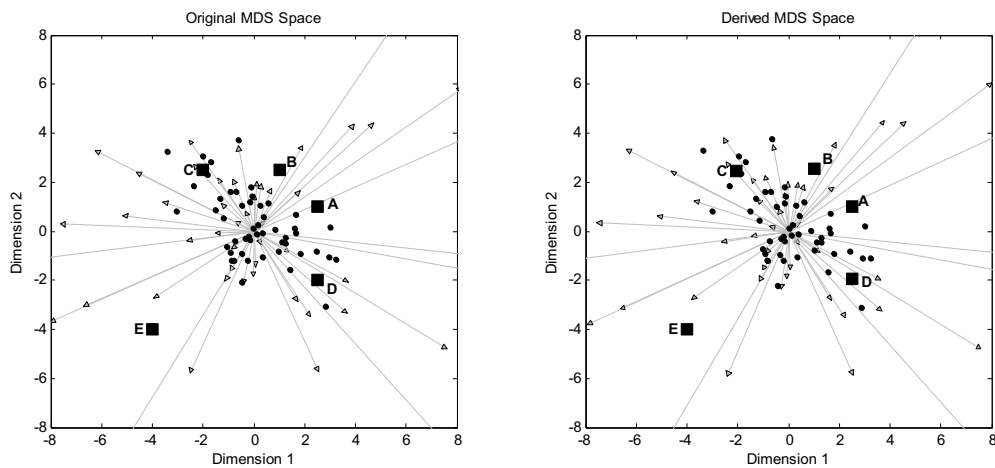 Original MDS Space
8
6
4
2
0
-2
-4
-6
-8
-8 -6 -4 -2 0 2 4 6 8
Dimension 1
Dimension 2
A
B
C
D
E
Derived MDS Space
8
6
4
2
0
-2
-4
-6
-8
-8 -6 -4 -2 0 2 4 6 8
Dimension 1
Dimension 2
A
B
C
D
E